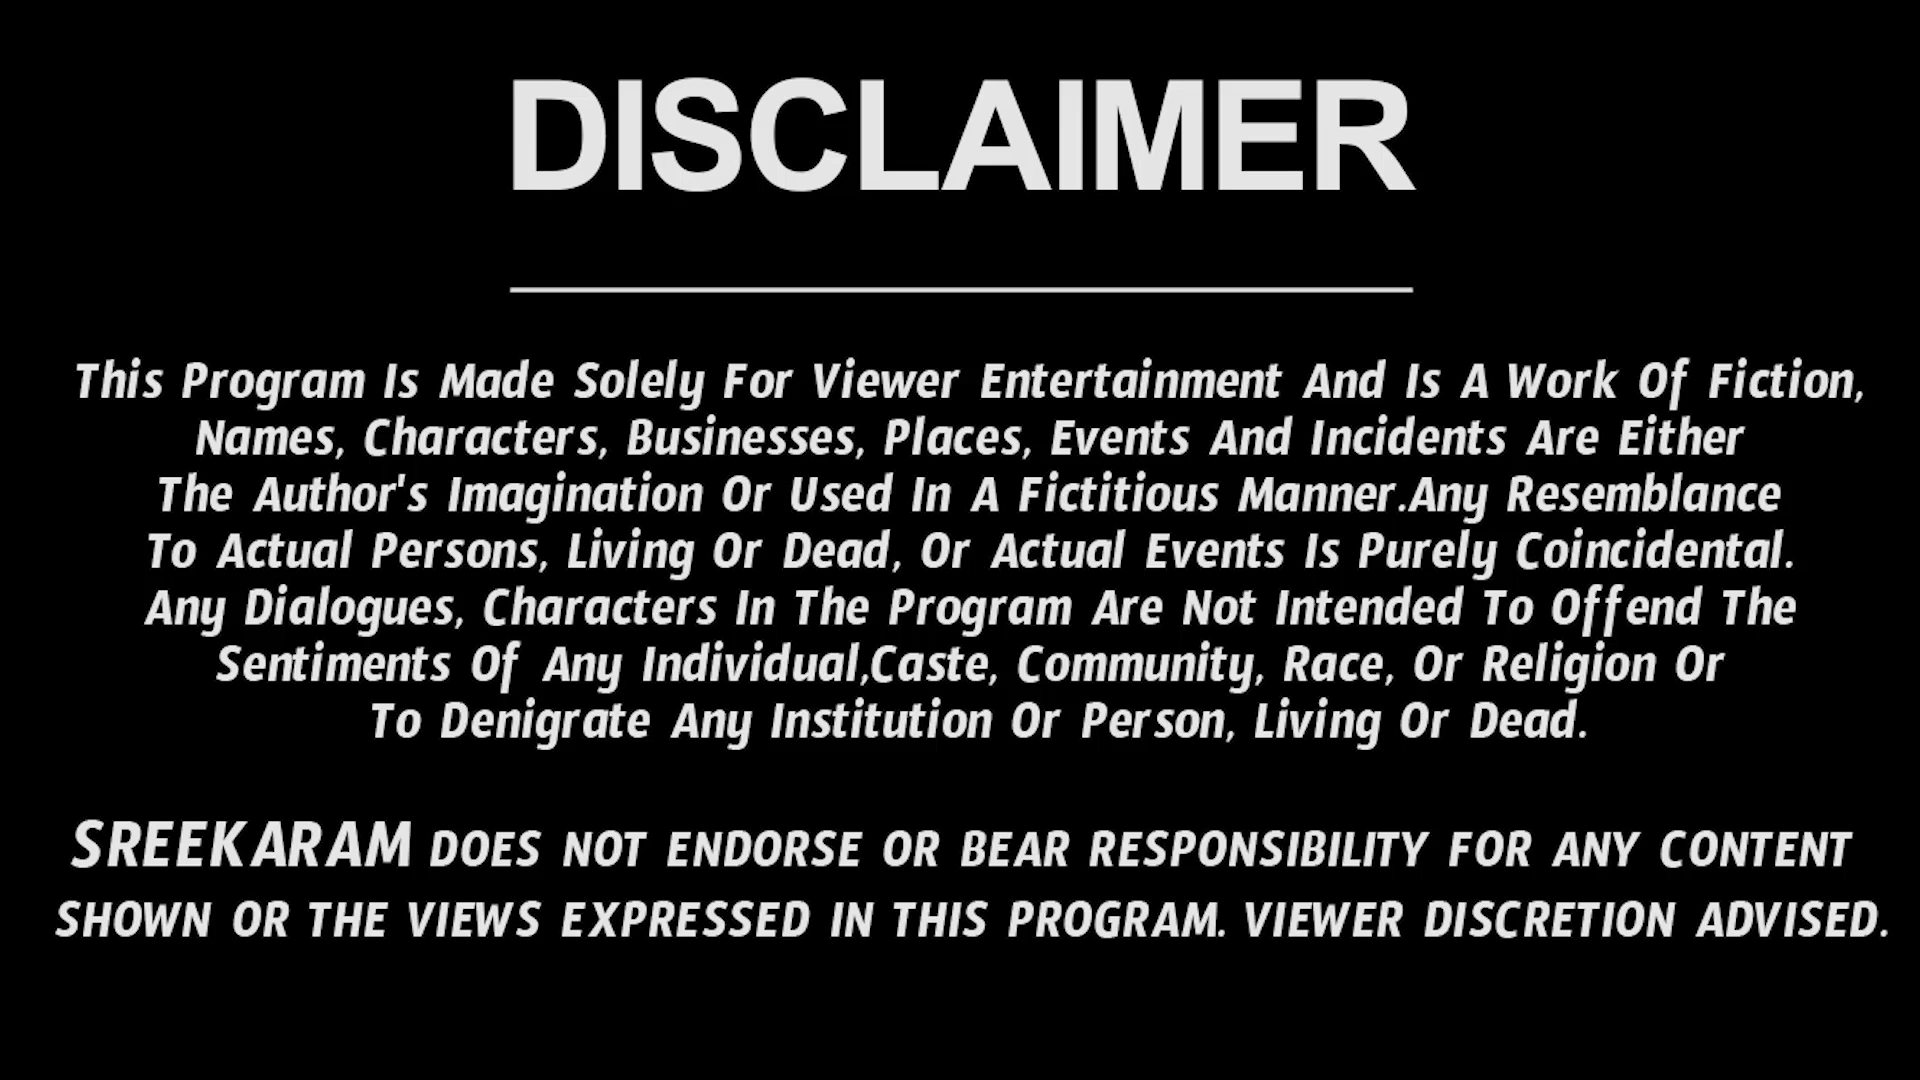 DISCLAIMER
This Program Is Made Solely For Viewer Entertainment And Is A Work Of Fiction,
Names, Characters, Businesses, Places, Events And Incidents Are Either
The Author's Imagination Or Used In A Fictitious Manner.Any Resemblance
To Actual Persons, Living Or Dead, Or Actual Events Is Purely Coincidental.
Any Dialogues, Characters In The Program Are Not Intended To Offend The
Sentiments Of Any Individual,Caste, Community, Race, Or Religion Or
To Denigrate Any Institution Or Person, Living Or Dead.
SREEKARAM DOES NOT ENDORSE OR BEAR RESPONSIBILITY FOR ANY CONTENT
SHOWN OR THE VIEWS EXPRESSED IN THIS PROGRAM. VIEWER DISCRETION ADVISED.